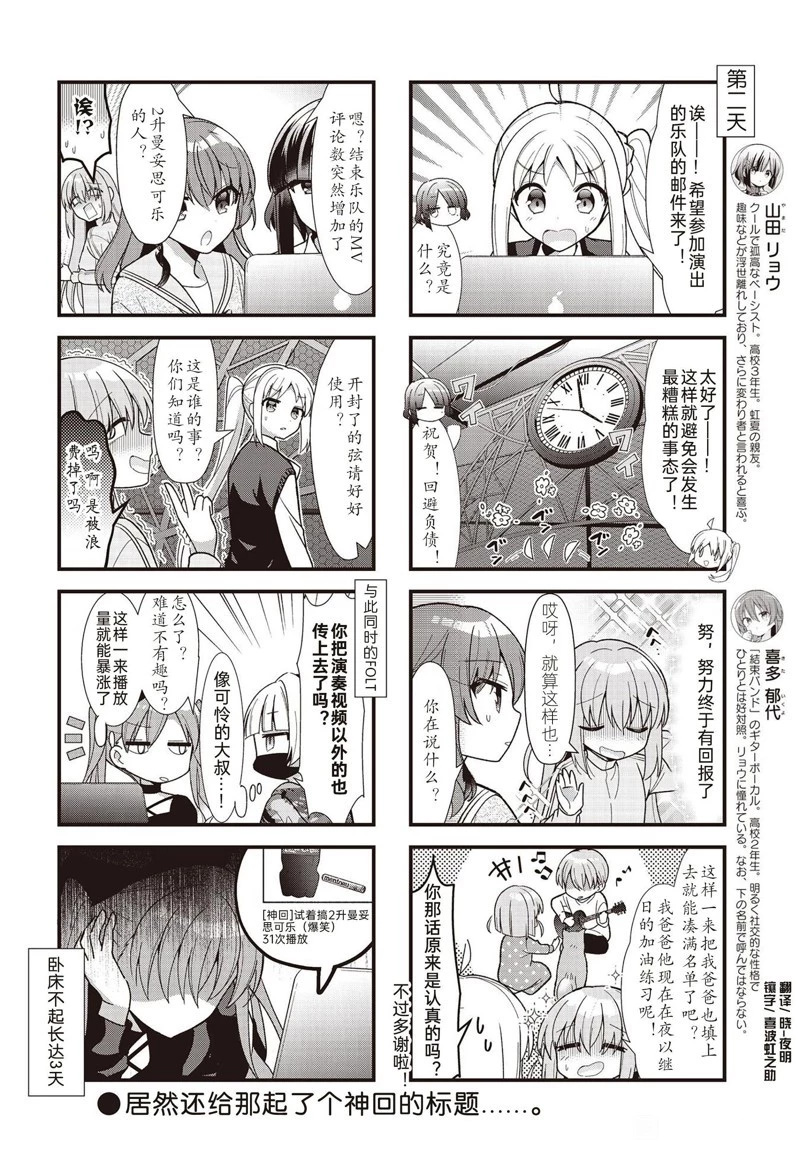 第二天
诶——！希望参加演出
的乐队的邮件来了！
究竟是
什么？
太好了——！
这样就避免会发生
最糟糕的事态了！
ワイ
ワイ
祝贺！回避负债！
努，努力终于有回报了
哎呀，就算这样也…
你在说什么？
这样一来把我爸爸也填上
去就能凑满名单了吧？
我爸爸他现在在夜以继
日的加油练习呢！
你那话原来是认真的吗？
不过多谢啦！
嗯？结束乐队的MV
评论数突然增加了
2升曼妥思可乐
的人？
诶!?
开封了的弦请好好
使用？
这是谁的事？
你们知道吗？
呜啊 是被浪
费掉了吗
与此同时的FOLT
你把演奏视频以外的也
传上去了吗？
像可怜的大叔…！
怎么了？
难道不有趣吗？
这样一来播放
量就能暴涨了
mentos
[神回]试着搞2升曼妥
思可乐（爆笑）
31次播放
卧床不起长达3天
●居然还给那起了个神回的标题……。
山田 リョウ
やまだ
クールで孤高なベーシスト。高校3年生。虹夏の親友。
趣味などが浮世離れしており、さらに変わり者と言われると喜ぶ。
喜多 郁代
きた いくよ
「結束バンド」のギターボーカル。高校2年生。明るく社交的な性格で
ひとりとは好対照。リョウに憧れている。なお、下の名前で呼んではならない。
翻译/ 晓-夜明
镶字/ 喜波虹之助